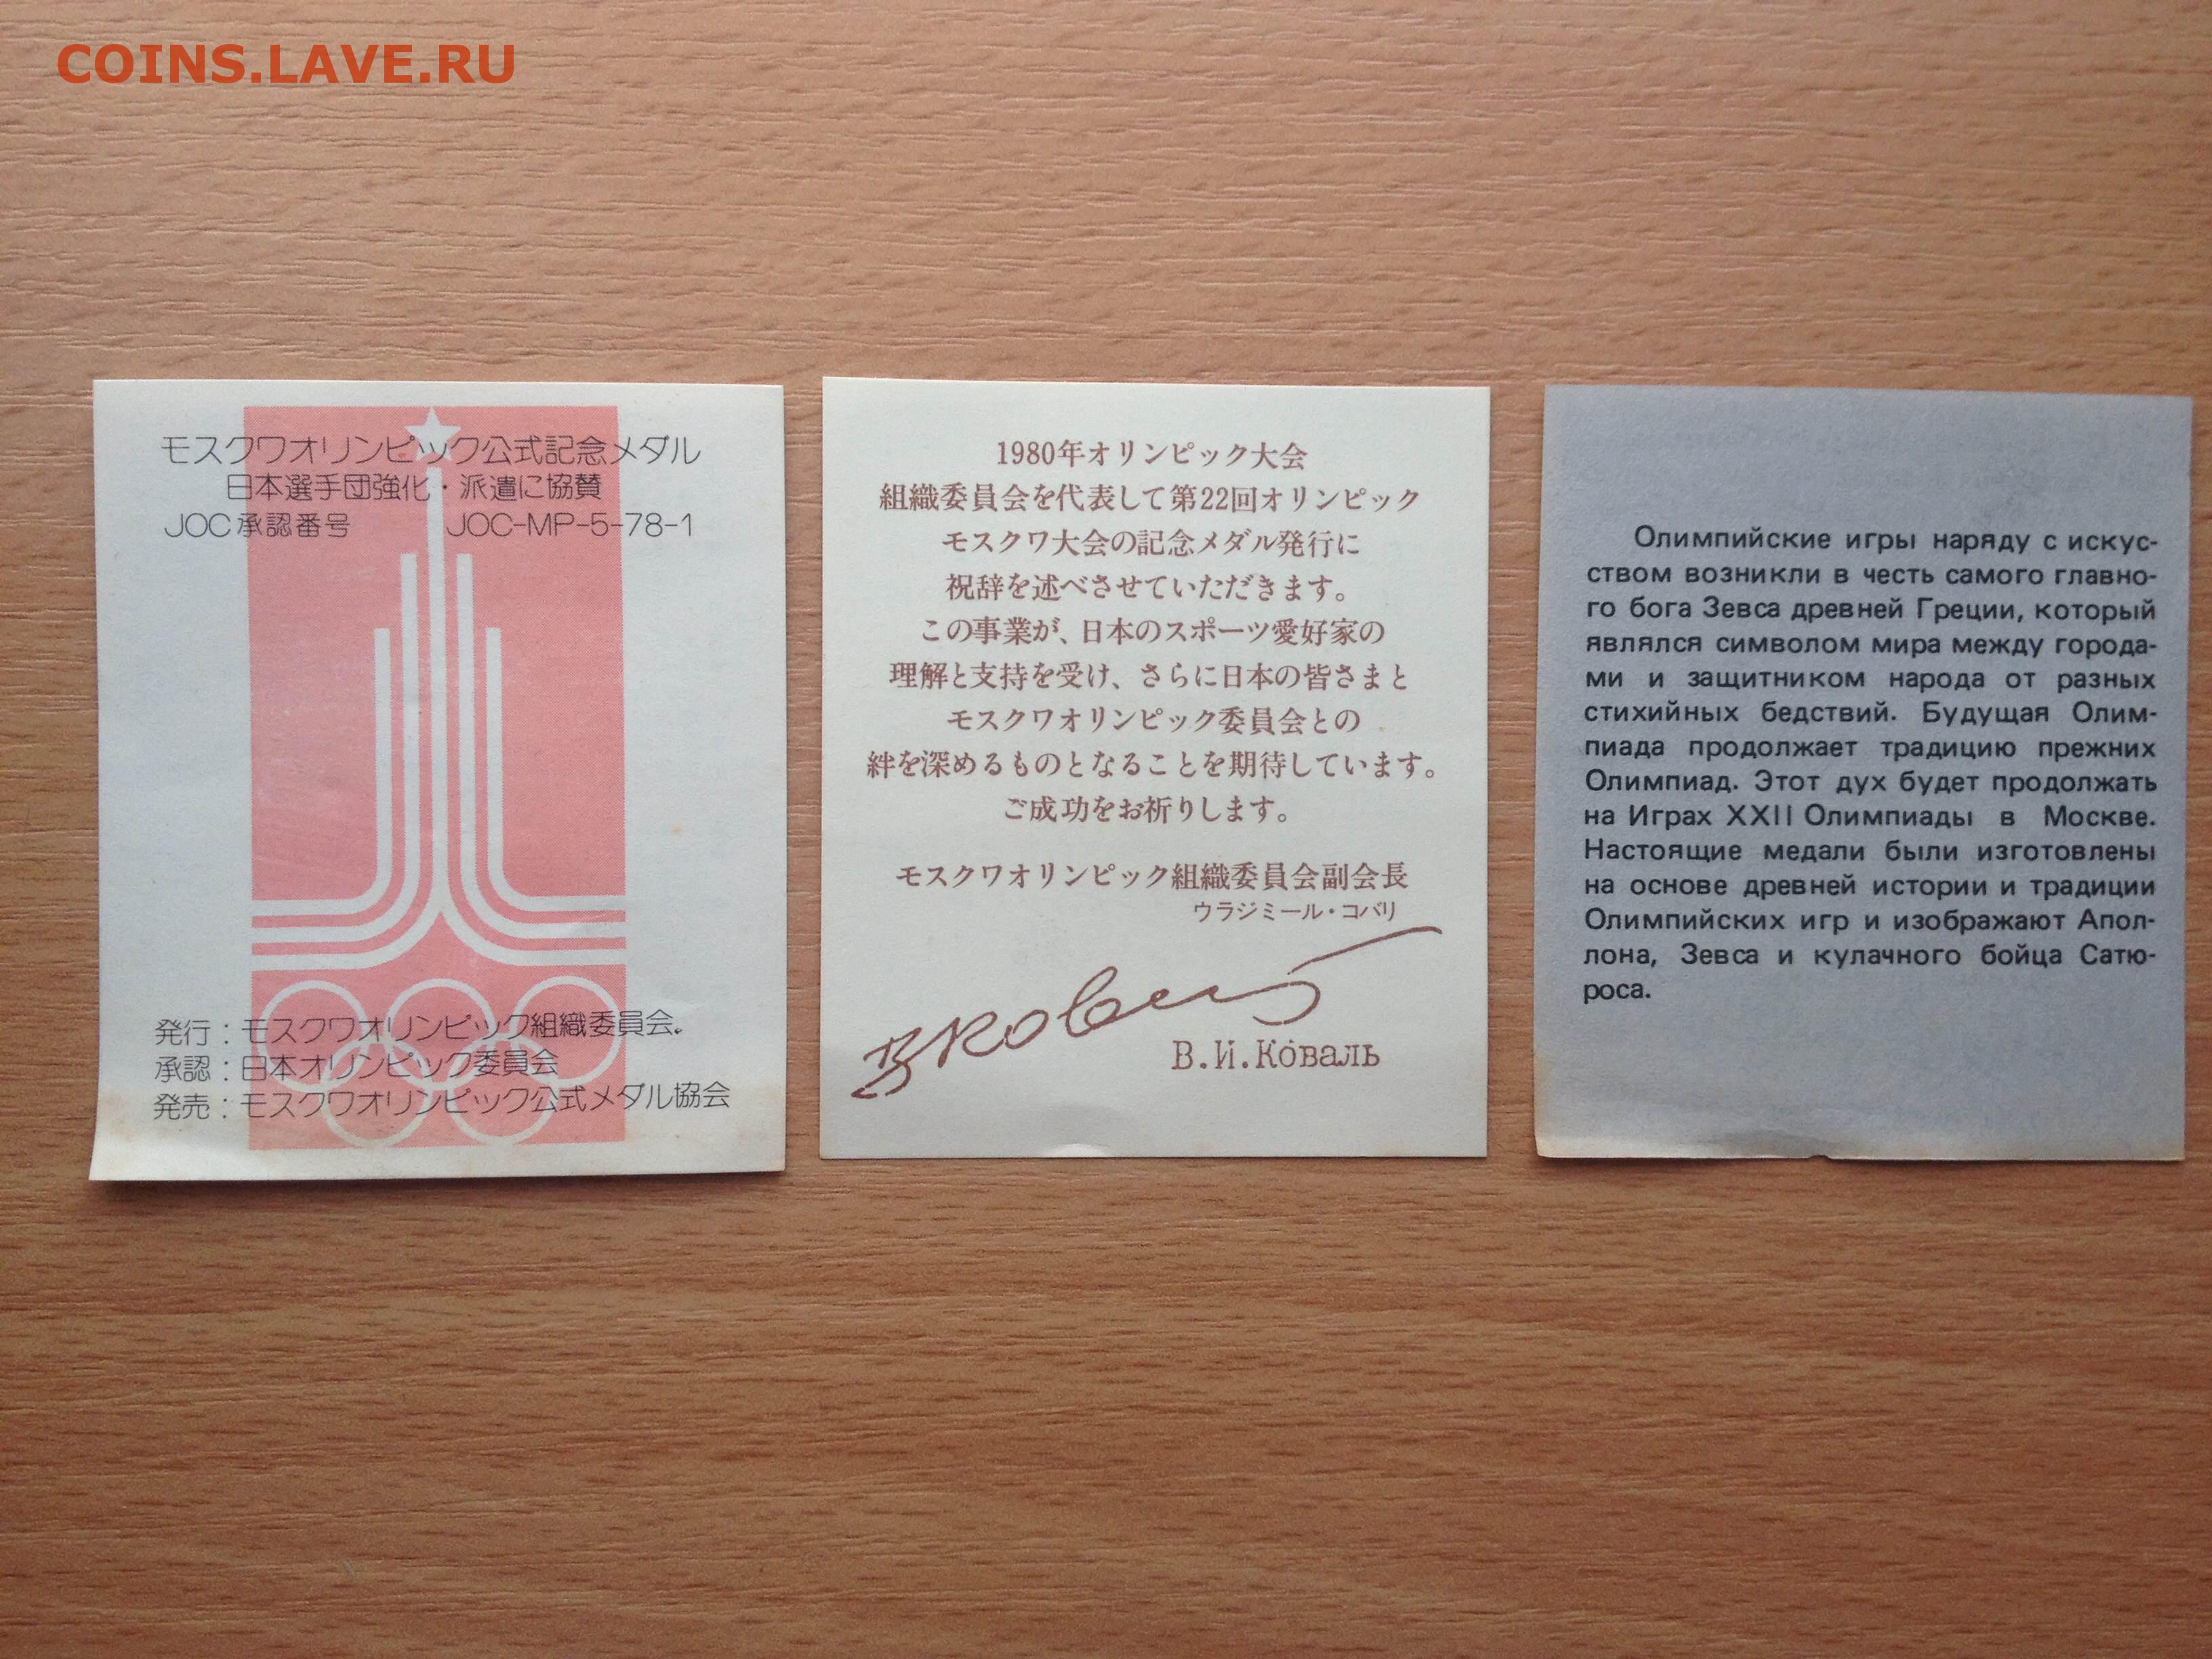 COINS.LAVE.RU
モスクワオリンピック公式記念メダル
日本選手団強化・派遣に協賛
JOC承認番号 JOC-MP-5-78-1
発行：モスクワオリンピック組織委員会.
承認：日本オリンピック委員会
発売：モスクワオリンピック公式メダル協会
1980年オリンピック大会
組織委員会を代表して第22回オリンピック
モスクワ大会の記念メダル発行に
祝辞を述べさせていただきます。
この事業が、日本のスポーツ愛好家の
理解と支持を受け、さらに日本の皆さまと
モスクワオリンピック委員会との
絆を深めるものとなることを期待しています。
ご成功をお祈りします。
モスクワオリンピック組織委員会副会長
ウラジミール・コバリ
В.И.Коваль
Олимпийские игры наряду с искус-
ством возникли в честь самого главно-
го бога Зевса древней Греции, который
являлся символом мира между города-
ми и защитником народа от разных
стихийных бедствий. Будущая Олим-
пиада продолжает традицию прежних
Олимпиад. Этот дух будет продолжать
на Играх XXII Олимпиады в Москве.
Настоящие медали были изготовлены
на основе древней истории и традиции
Олимпийских игр и изображают Апол-
лона, Зевса и кулачного бойца Сатю-
роса.